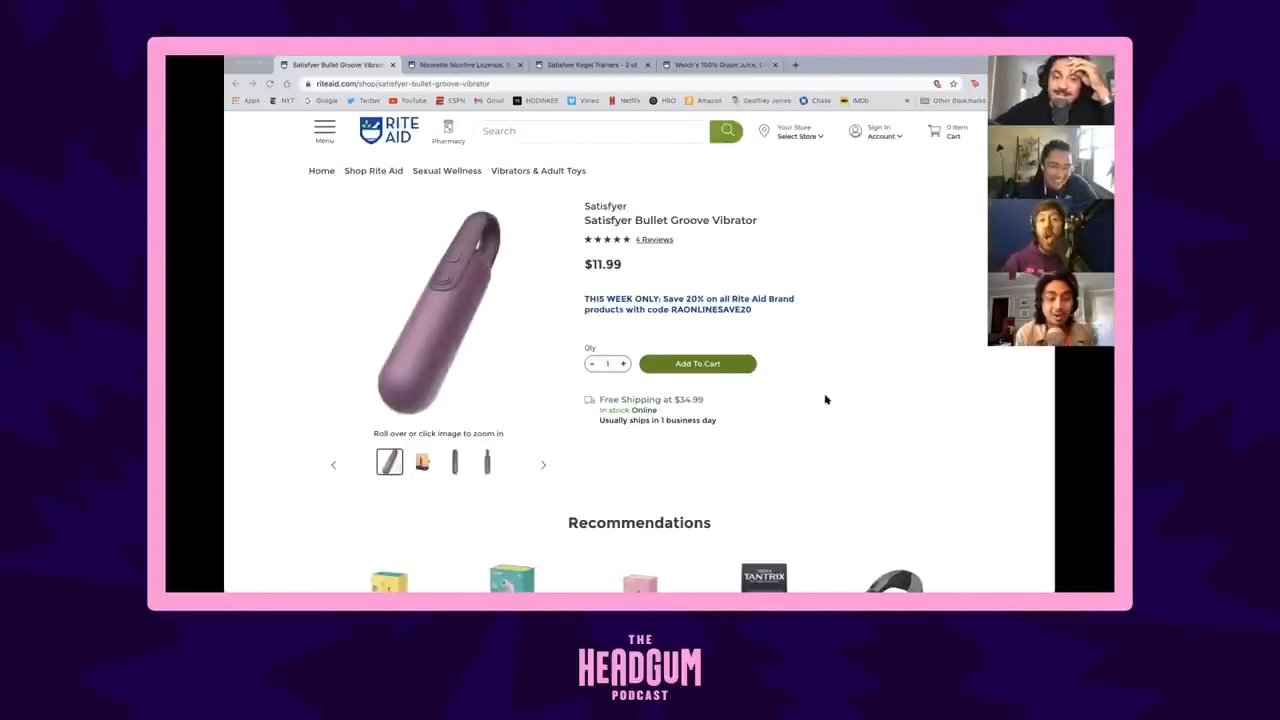 Satisfyer Bullet Groove Vibrat
Nicorette Nicotine Lozenge,
Satisfyer Kegel Trainers - 2 ct
Welch's 100% Grape Juice,
riteaid.com/shop/satisfyer-bullet-groove-vibrator
Apps NYT Google Twitter YouTube ESPN Gmail HODINKEE Vimeo Netflix HBO Amazon Geoffrey James Chase IMDb » Other Bookmarks
Menu
RITE AID
Pharmacy
Search
Your Store
Select Store
Sign In
Account
0 Item
Cart
Home Shop Rite Aid Sexual Wellness Vibrators & Adult Toys
Satisfyer
Satisfyer Bullet Groove Vibrator
4 Reviews
$11.99
THIS WEEK ONLY: Save 20% on all Rite Aid Brand
products with code RAONLINESAVE20
Qty
- 1 +
Add To Cart
Free Shipping at $34.99
In stock Online
Usually ships in 1 business day
Roll over or click image to zoom in
Recommendations
TANTRIX
THE
HEADGUM
PODCAST